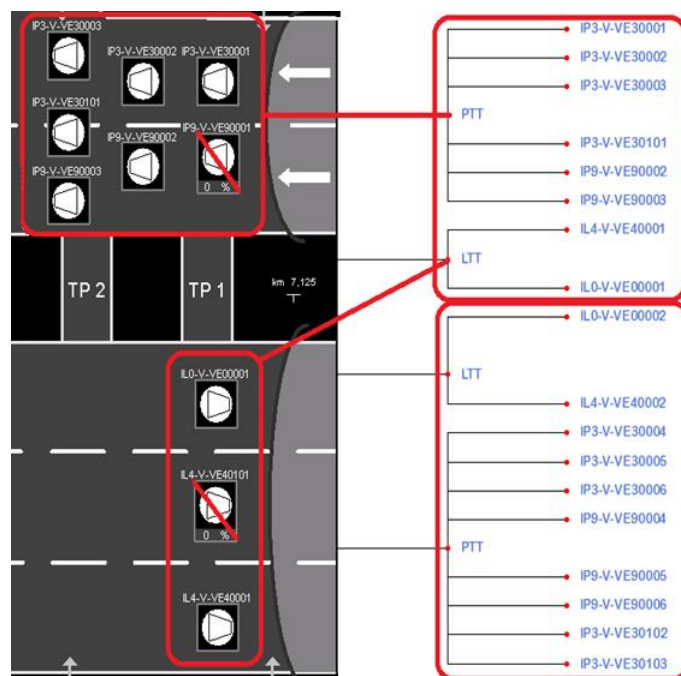 IP3-V-VE30003
IP3-V-VE30002
IP3-V-VE30001
IP3-V-VE30101
IP9-V-VE90002
IP9-V-VE90001
0 %
IP9-V-VE90003
TP 2
TP 1
km 7,125
IL0-V-VE00001
IL4-V-VE40101
0 %
IL4-V-VE40001
IP3-V-VE30001
IP3-V-VE30002
IP3-V-VE30003
PTT
IP3-V-VE30101
IP9-V-VE90002
IP9-V-VE90003
IL4-V-VE40001
LTT
IL0-V-VE00001
IL0-V-VE00002
LTT
IL4-V-VE40002
IP3-V-VE30004
IP3-V-VE30005
IP3-V-VE30006
IP9-V-VE90004
PTT
IP9-V-VE90005
IP9-V-VE90006
IP3-V-VE30102
IP3-V-VE30103